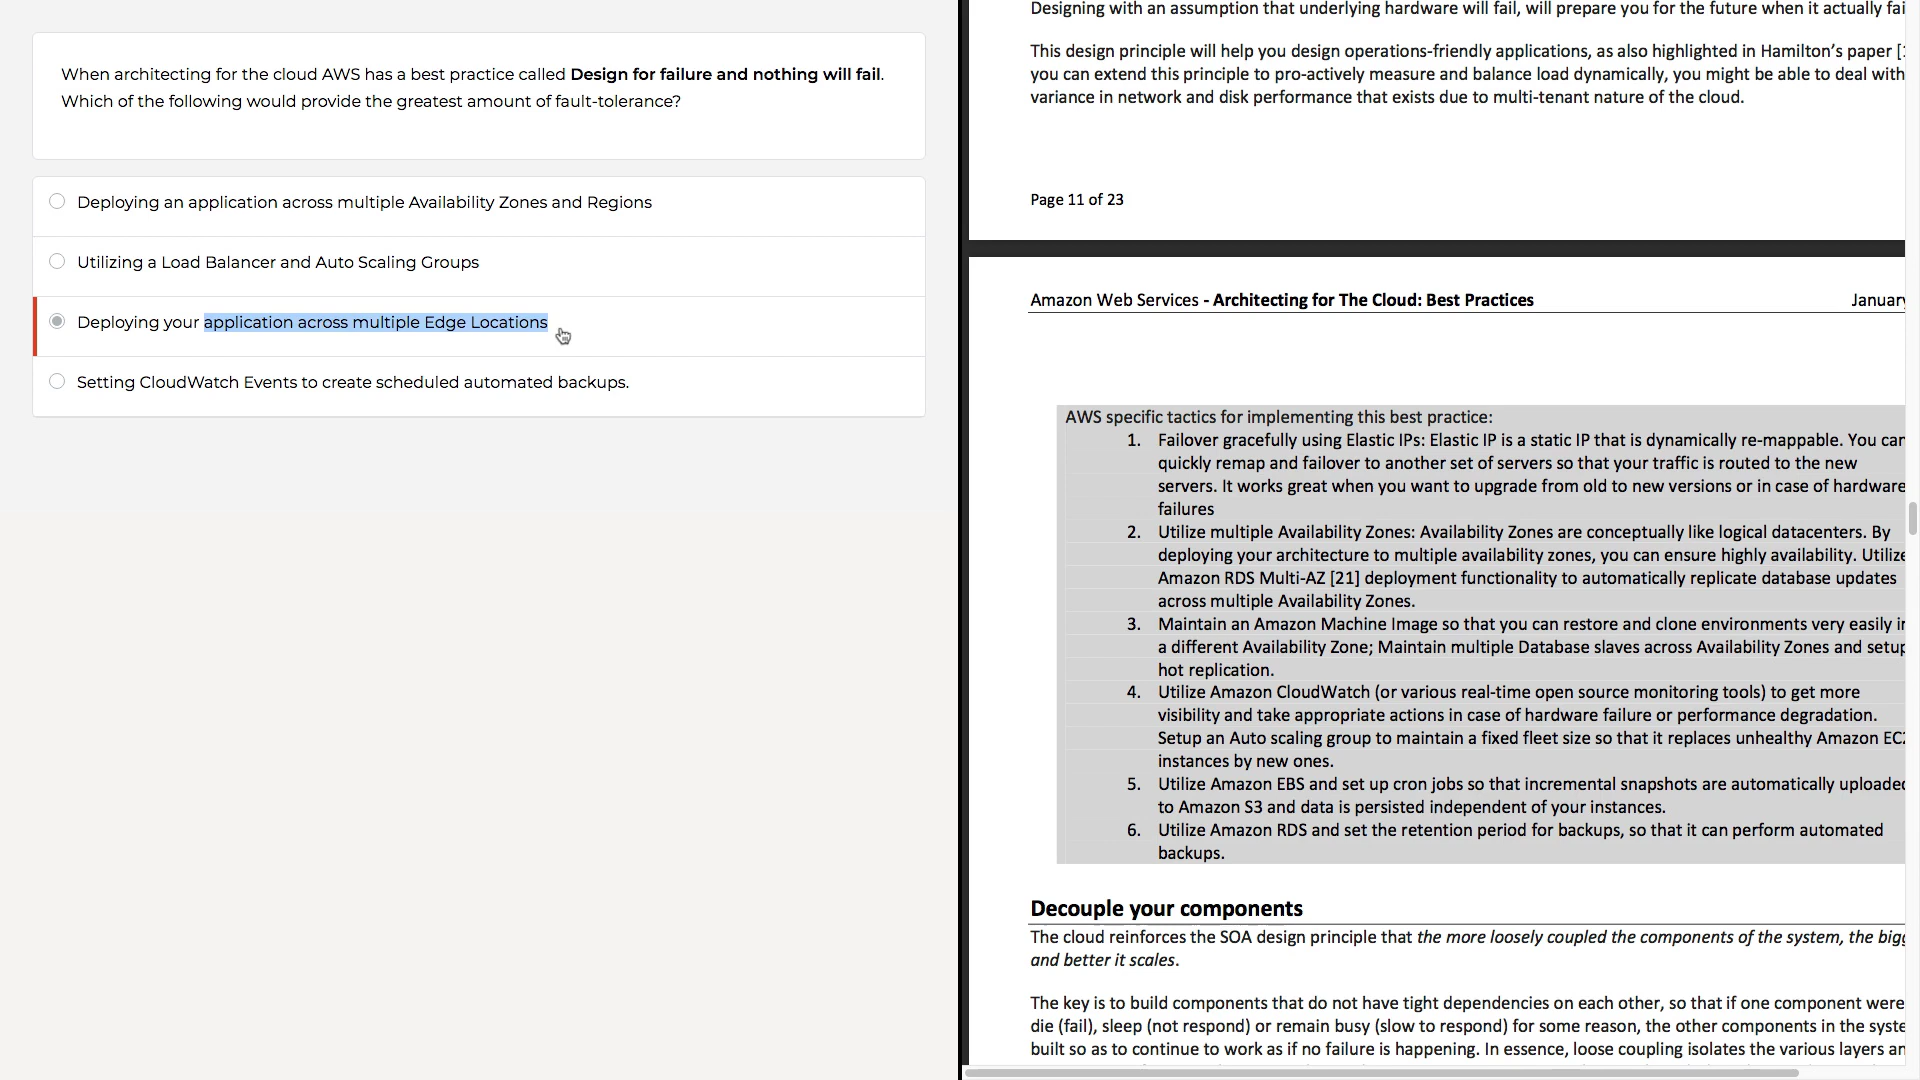 When architecting for the cloud AWS has a best practice called Design for failure and nothing will fail.
Which of the following would provide the greatest amount of fault-tolerance?
Deploying an application across multiple Availability Zones and Regions
Utilizing a Load Balancer and Auto Scaling Groups
Deploying your application across multiple Edge Locations
Setting CloudWatch Events to create scheduled automated backups.
Designing with an assumption that underlying hardware will fail, will prepare you for the future when it actually
This design principle will help you design operations-friendly applications, as also highlighted in Hamilton's paper
you can extend this principle to pro-actively measure and balance load dynamically, you might be able to deal with
variance in network and disk performance that exists due to multi-tenant nature of the cloud.
Page 11 of 23
Amazon Web Services - Architecting for The Cloud: Best Practices
January
AWS specific tactics for implementing this best practice:
1. Failover gracefully using Elastic IPs: Elastic IP is a static IP that is dynamically re-mappable. You can
quickly remap and failover to another set of servers so that your traffic is routed to the new
servers. It works great when you want to upgrade from old to new versions or in case of hardware
failures
2. Utilize multiple Availability Zones: Availability Zones are conceptually like logical datacenters. By
deploying your architecture to multiple availability zones, you can ensure highly availability. Utilize
Amazon RDS Multi-AZ [21] deployment functionality to automatically replicate database updates
across multiple Availability Zones.
3. Maintain an Amazon Machine Image so that you can restore and clone environments very easily in
a different Availability Zone; Maintain multiple Database slaves across Availability Zones and setup
hot replication.
4. Utilize Amazon CloudWatch (or various real-time open source monitoring tools) to get more
visibility and take appropriate actions in case of hardware failure or performance degradation.
Setup an Auto scaling group to maintain a fixed fleet size so that it replaces unhealthy Amazon EC2
instances by new ones.
5. Utilize Amazon EBS and set up cron jobs so that incremental snapshots are automatically uploaded
to Amazon S3 and data is persisted independent of your instances.
6. Utilize Amazon RDS and set the retention period for backups, so that it can perform automated
backups.
Decouple your components
The cloud reinforces the SOA design principle that the more loosely coupled the components of the system, the
and better it scales.
The key is to build components that do not have tight dependencies on each other, so that if one component were
die (fail), sleep (not respond) or remain busy (slow to respond) for some reason, the other components in the
built so as to continue to work as if no failure is happening. In essence, loose coupling isolates the various layers